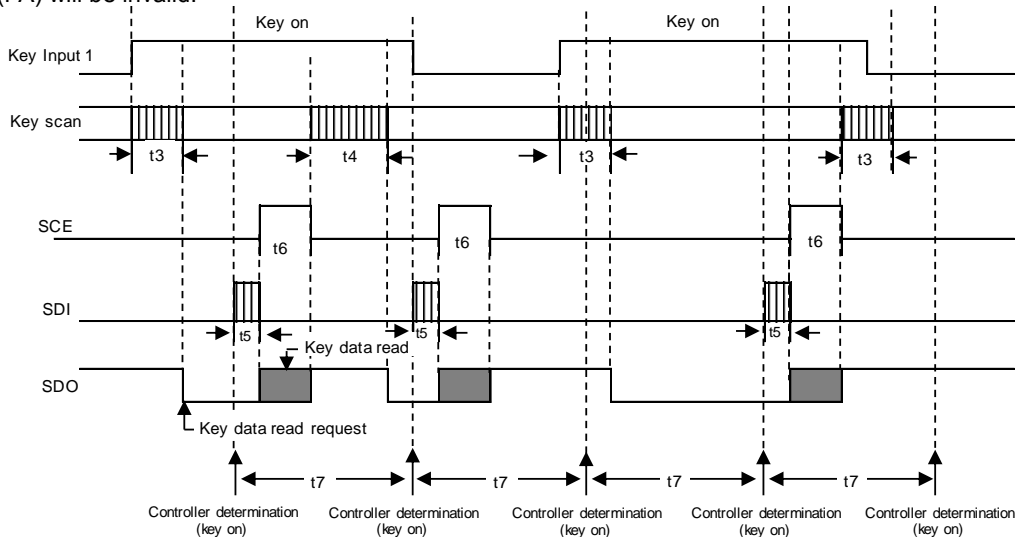 (FA) will be invalid.
Key on
Key on
Key Input 1
Key scan
t3
t4
t3
t3
SCE
t6
t6
t6
SDI
t5
t5
t5
Key data read
SDO
Key data read request
t7
t7
t7
t7
Controller determination
(key on)
Controller determination
(key on)
Controller determination
(key on)
Controller determination
(key on)
Controller determination
(key on)